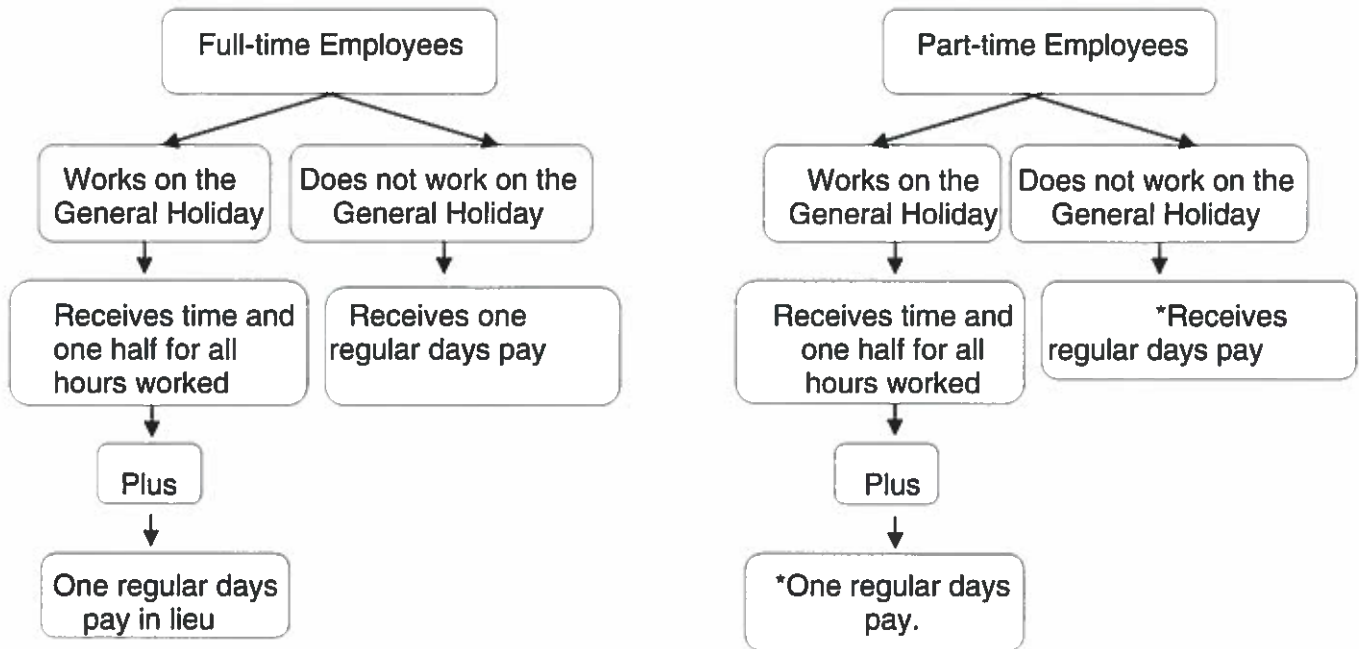 Full-time Employees
Works on the
General Holiday
Does not work on the
General Holiday
Receives time and
one half for all
hours worked
Receives one
regular days pay
Plus
One regular days
pay in lieu
Part-time Employees
Works on the
General Holiday
Does not work on the
General Holiday
Receives time and
one half for all
hours worked
*Receives
regular days pay
Plus
*One regular days
pay.